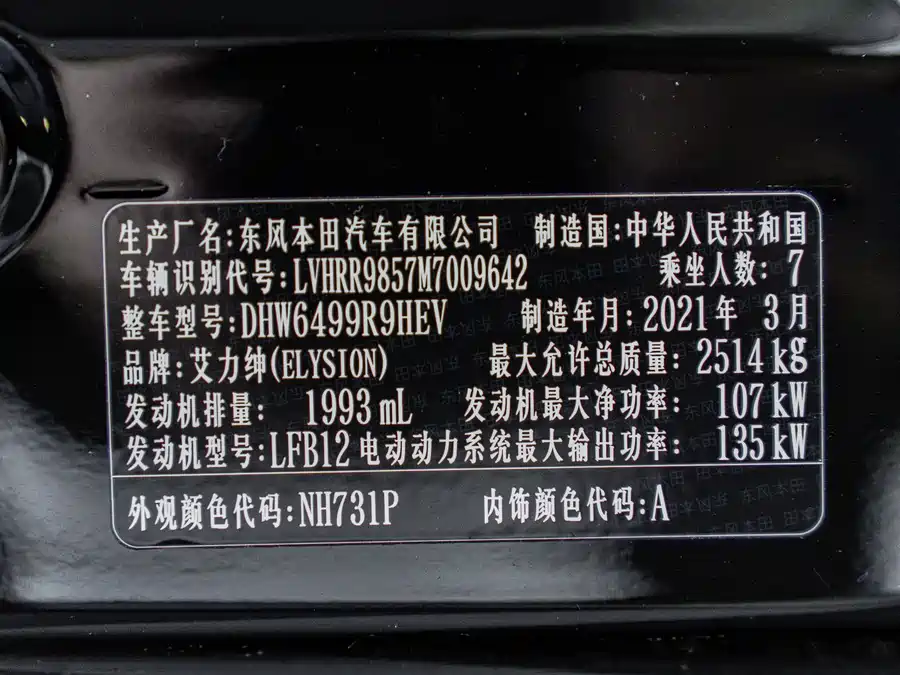 生产厂名:东风本田汽车有限公司 制造国:中华人民共和国
车辆识别代号:LVHRR9857M7009642 乘坐人数: 7
整车型号:DHW6499R9HEV 制造年月:2021年 3月
品牌:艾力绅(ELYSION) 最大允许总质量: 2514kg
发动机排量: 1993mL 发动机最大净功率: 107kW
发动机型号:LFB12 电动动力系统最大输出功率: 135kW
外观颜色代码:NH731P 内饰颜色代码:A